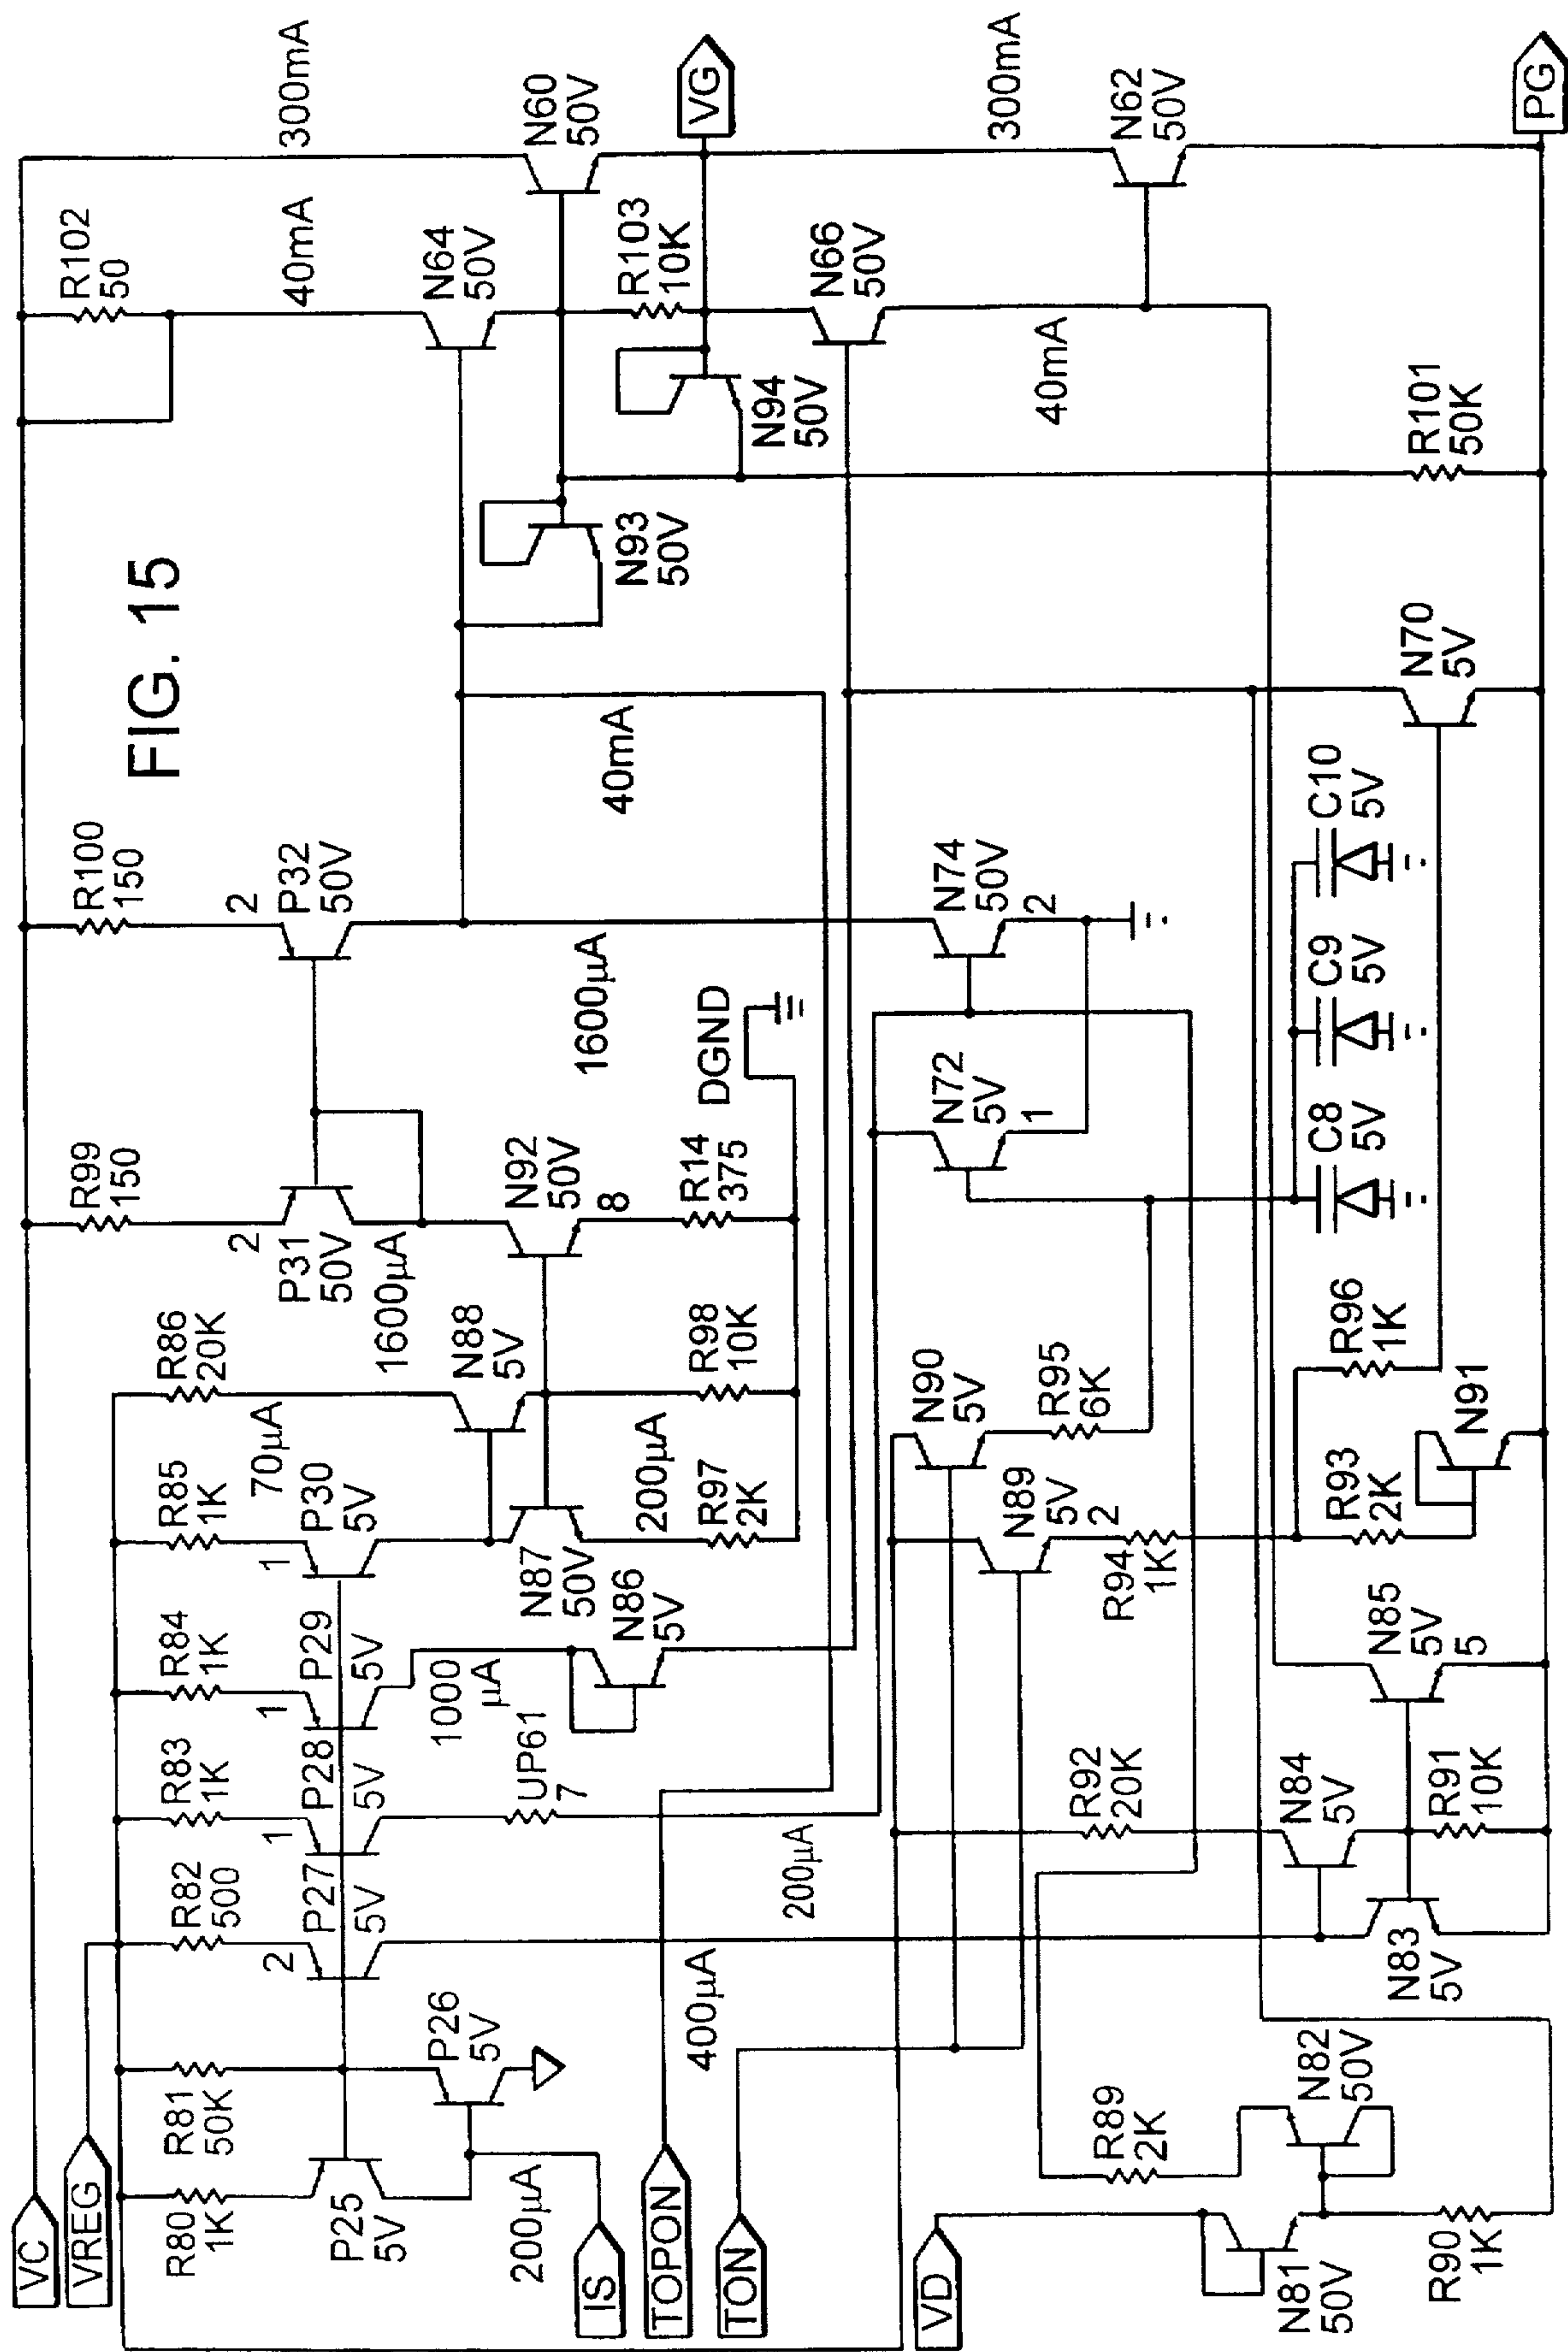 FIG. 15
VC
VREG
IS
TOPON
TON
VD
VG
PG
R80
1K
R81
50K
R82
500
R83
1K
R84
1K
R85
1K
R86
20K
R99
150
R100
150
R102
50
300mA
P25
5V
P26
5V
200µA
2
P27
5V
1
P28
5V
1
P29
5V
1
P30
5V
70µA
2
P31
50V
1600µA
2
P32
50V
40mA
N60
50V
N64
50V
N88
5V
N92
50V
8
N87
50V
200µA
R97
2K
R98
10K
R14
375
DGND
1600µA
40mA
N93
50V
N94
50V
R103
10K
1000
µA
N86
5V
UP61
7
400µA
200µA
N66
50V
40mA
300mA
N62
50V
N90
5V
R95
6K
N89
5V
2
R94
1K
N72
5V
1
N74
50V
2
C8
5V
C9
5V
C10
5V
R89
2K
N81
50V
N82
50V
R90
1K
R92
20K
N84
5V
N83
5V
R91
10K
N85
5V
5
R93
2K
N91
R96
1K
N70
5V
R101
50K